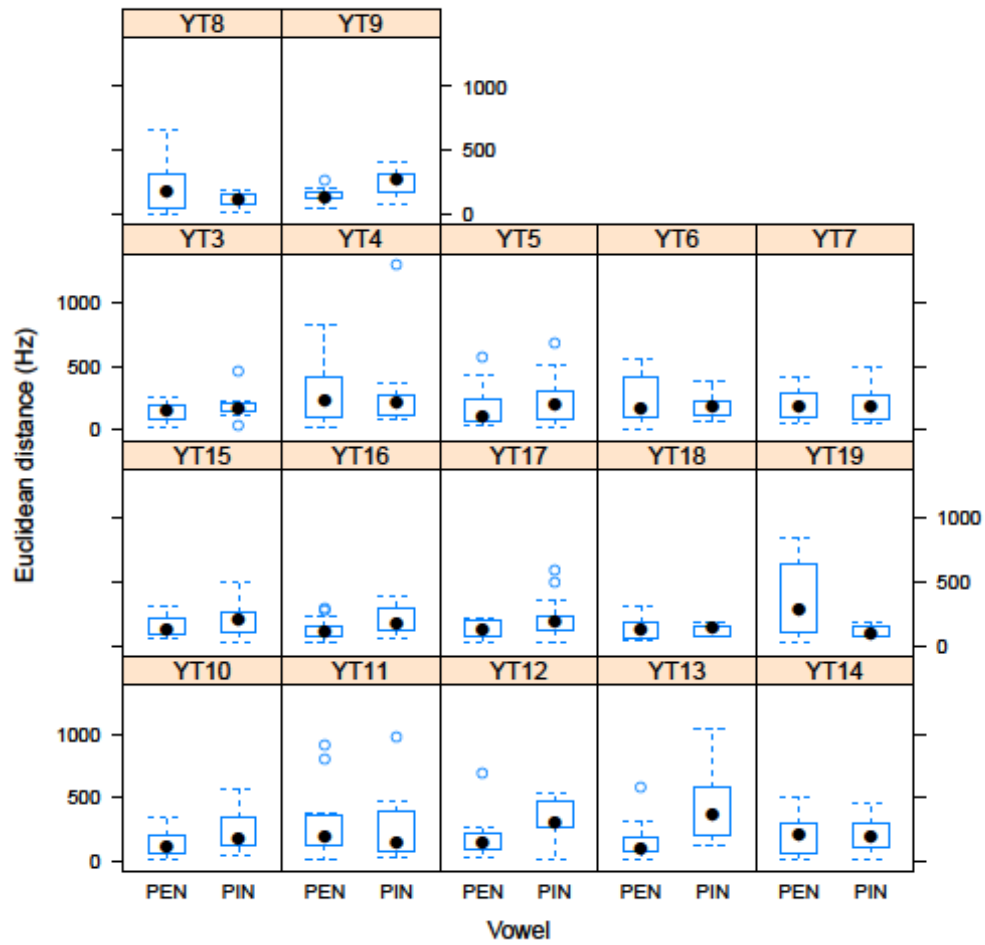 YT8 YT9
1000
500
0
YT3 YT4 YT5 YT6 YT7
1000
500
0
YT15 YT16 YT17 YT18 YT19
1000
500
0
YT10 YT11 YT12 YT13 YT14
1000
500
0
PEN PIN PEN PIN PEN PIN PEN PIN PEN PIN
Vowel
Euclidean distance (Hz)